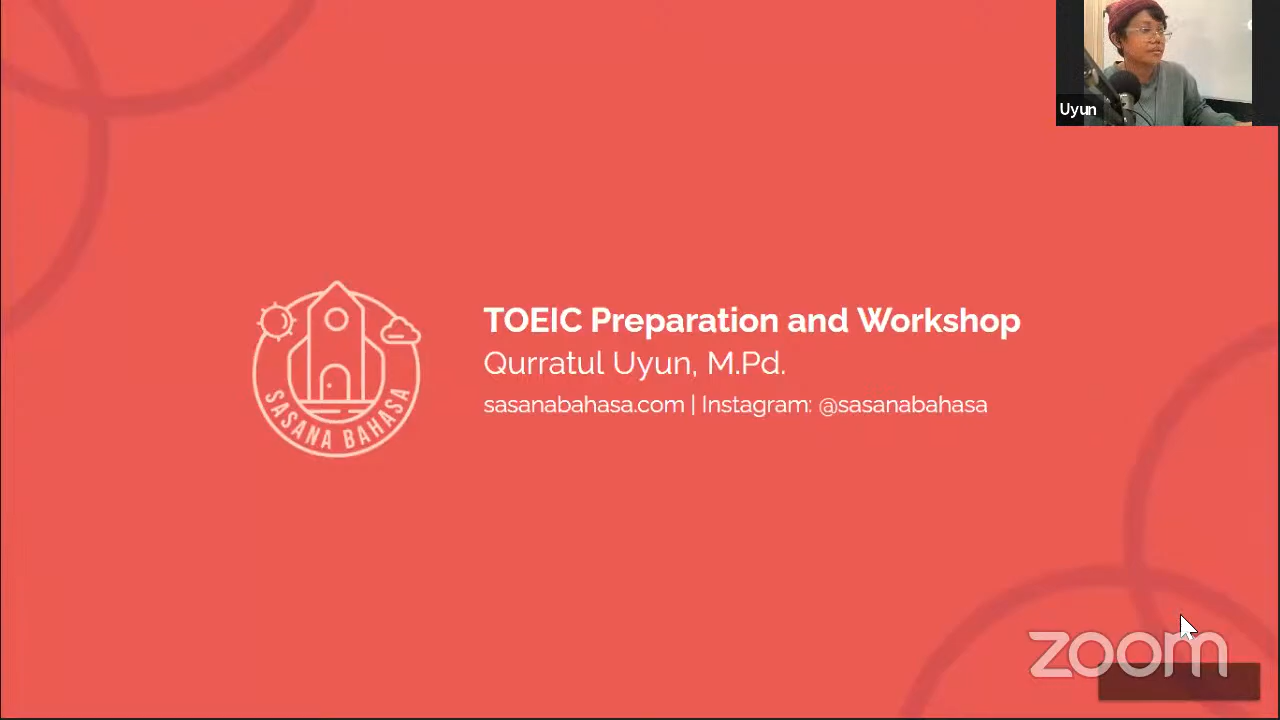 Uyun
TOEIC Preparation and Workshop
Qurratul Uyun, M.Pd.
sasanabahasa.com | Instagram: @sasanabahasa
SASANA BAHASA
zoom